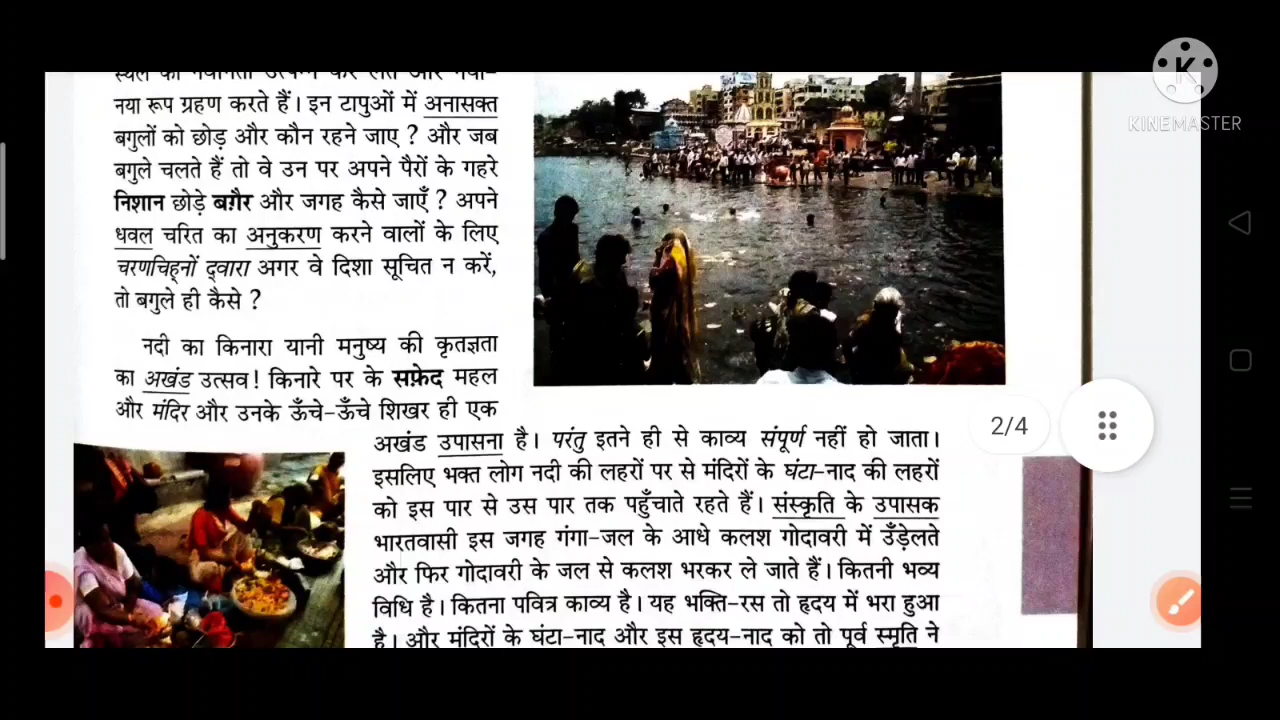 नया रूप ग्रहण करते हैं। इन टापुओं में अनासक्त
बगुलों को छोड़ और कौन रहने जाए ? और जब
बगुले चलते हैं तो वे उन पर अपने पैरों के गहरे
निशान छोड़े बग़ैर और जगह कैसे जाएँ ? अपने
धवल चरित का अनुकरण करने वालों के लिए
चरणचिह्नों द्वारा अगर वे दिशा सूचित न करें,
तो बगुले ही कैसे ?
नदी का किनारा यानी मनुष्य की कृतज्ञता
का अखंड उत्सव! किनारे पर के सफ़ेद महल
और मंदिर और उनके ऊँचे-ऊँचे शिखर ही एक
अखंड उपासना है। परंतु इतने ही से काव्य संपूर्ण नहीं हो जाता।
इसलिए भक्त लोग नदी की लहरों पर से मंदिरों के घंटा-नाद की लहरों
को इस पार से उस पार तक पहुँचाते रहते हैं। संस्कृति के उपासक
भारतवासी इस जगह गंगा-जल के आधे कलश गोदावरी में उँड़ेलते
और फिर गोदावरी के जल से कलश भरकर ले जाते हैं। कितनी भव्य
विधि है। कितना पवित्र काव्य है। यह भक्ति-रस तो हृदय में भरा हुआ
है। और मंदिरों के घंटा-नाद और इस हृदय-नाद को तो पूर्व स्मृति ने
2/4
K
KINEMASTER